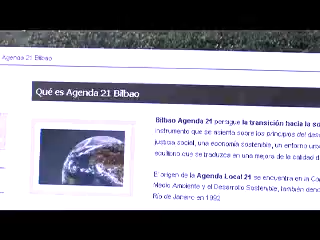 Agenda 21 Bilbao
Qué es Agenda 21 Bilbao
Bilbao Agenda 21 persigue la transición hacia la so
instrumento que se asienta sobre los principios del
justicia social, una economía sostenible, un entorno
equilibrio que se traduzca en una mejora de la calidad d
El origen de la Agenda Local 21 se encuentra en la
Medio Ambiente y el Desarrollo Sostenible, también
Rio de Janeiro en 1992